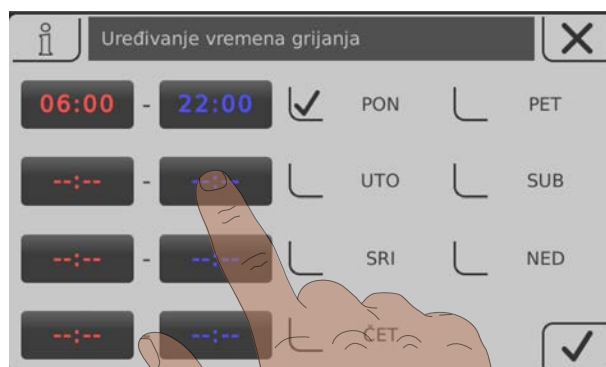 Uređivanje vremena grijanja
06:00 - 22:00 PON PET
--:-- - --:-- UTO SUB
--:-- - --:-- SRI NED
--:-- - --:-- ČET